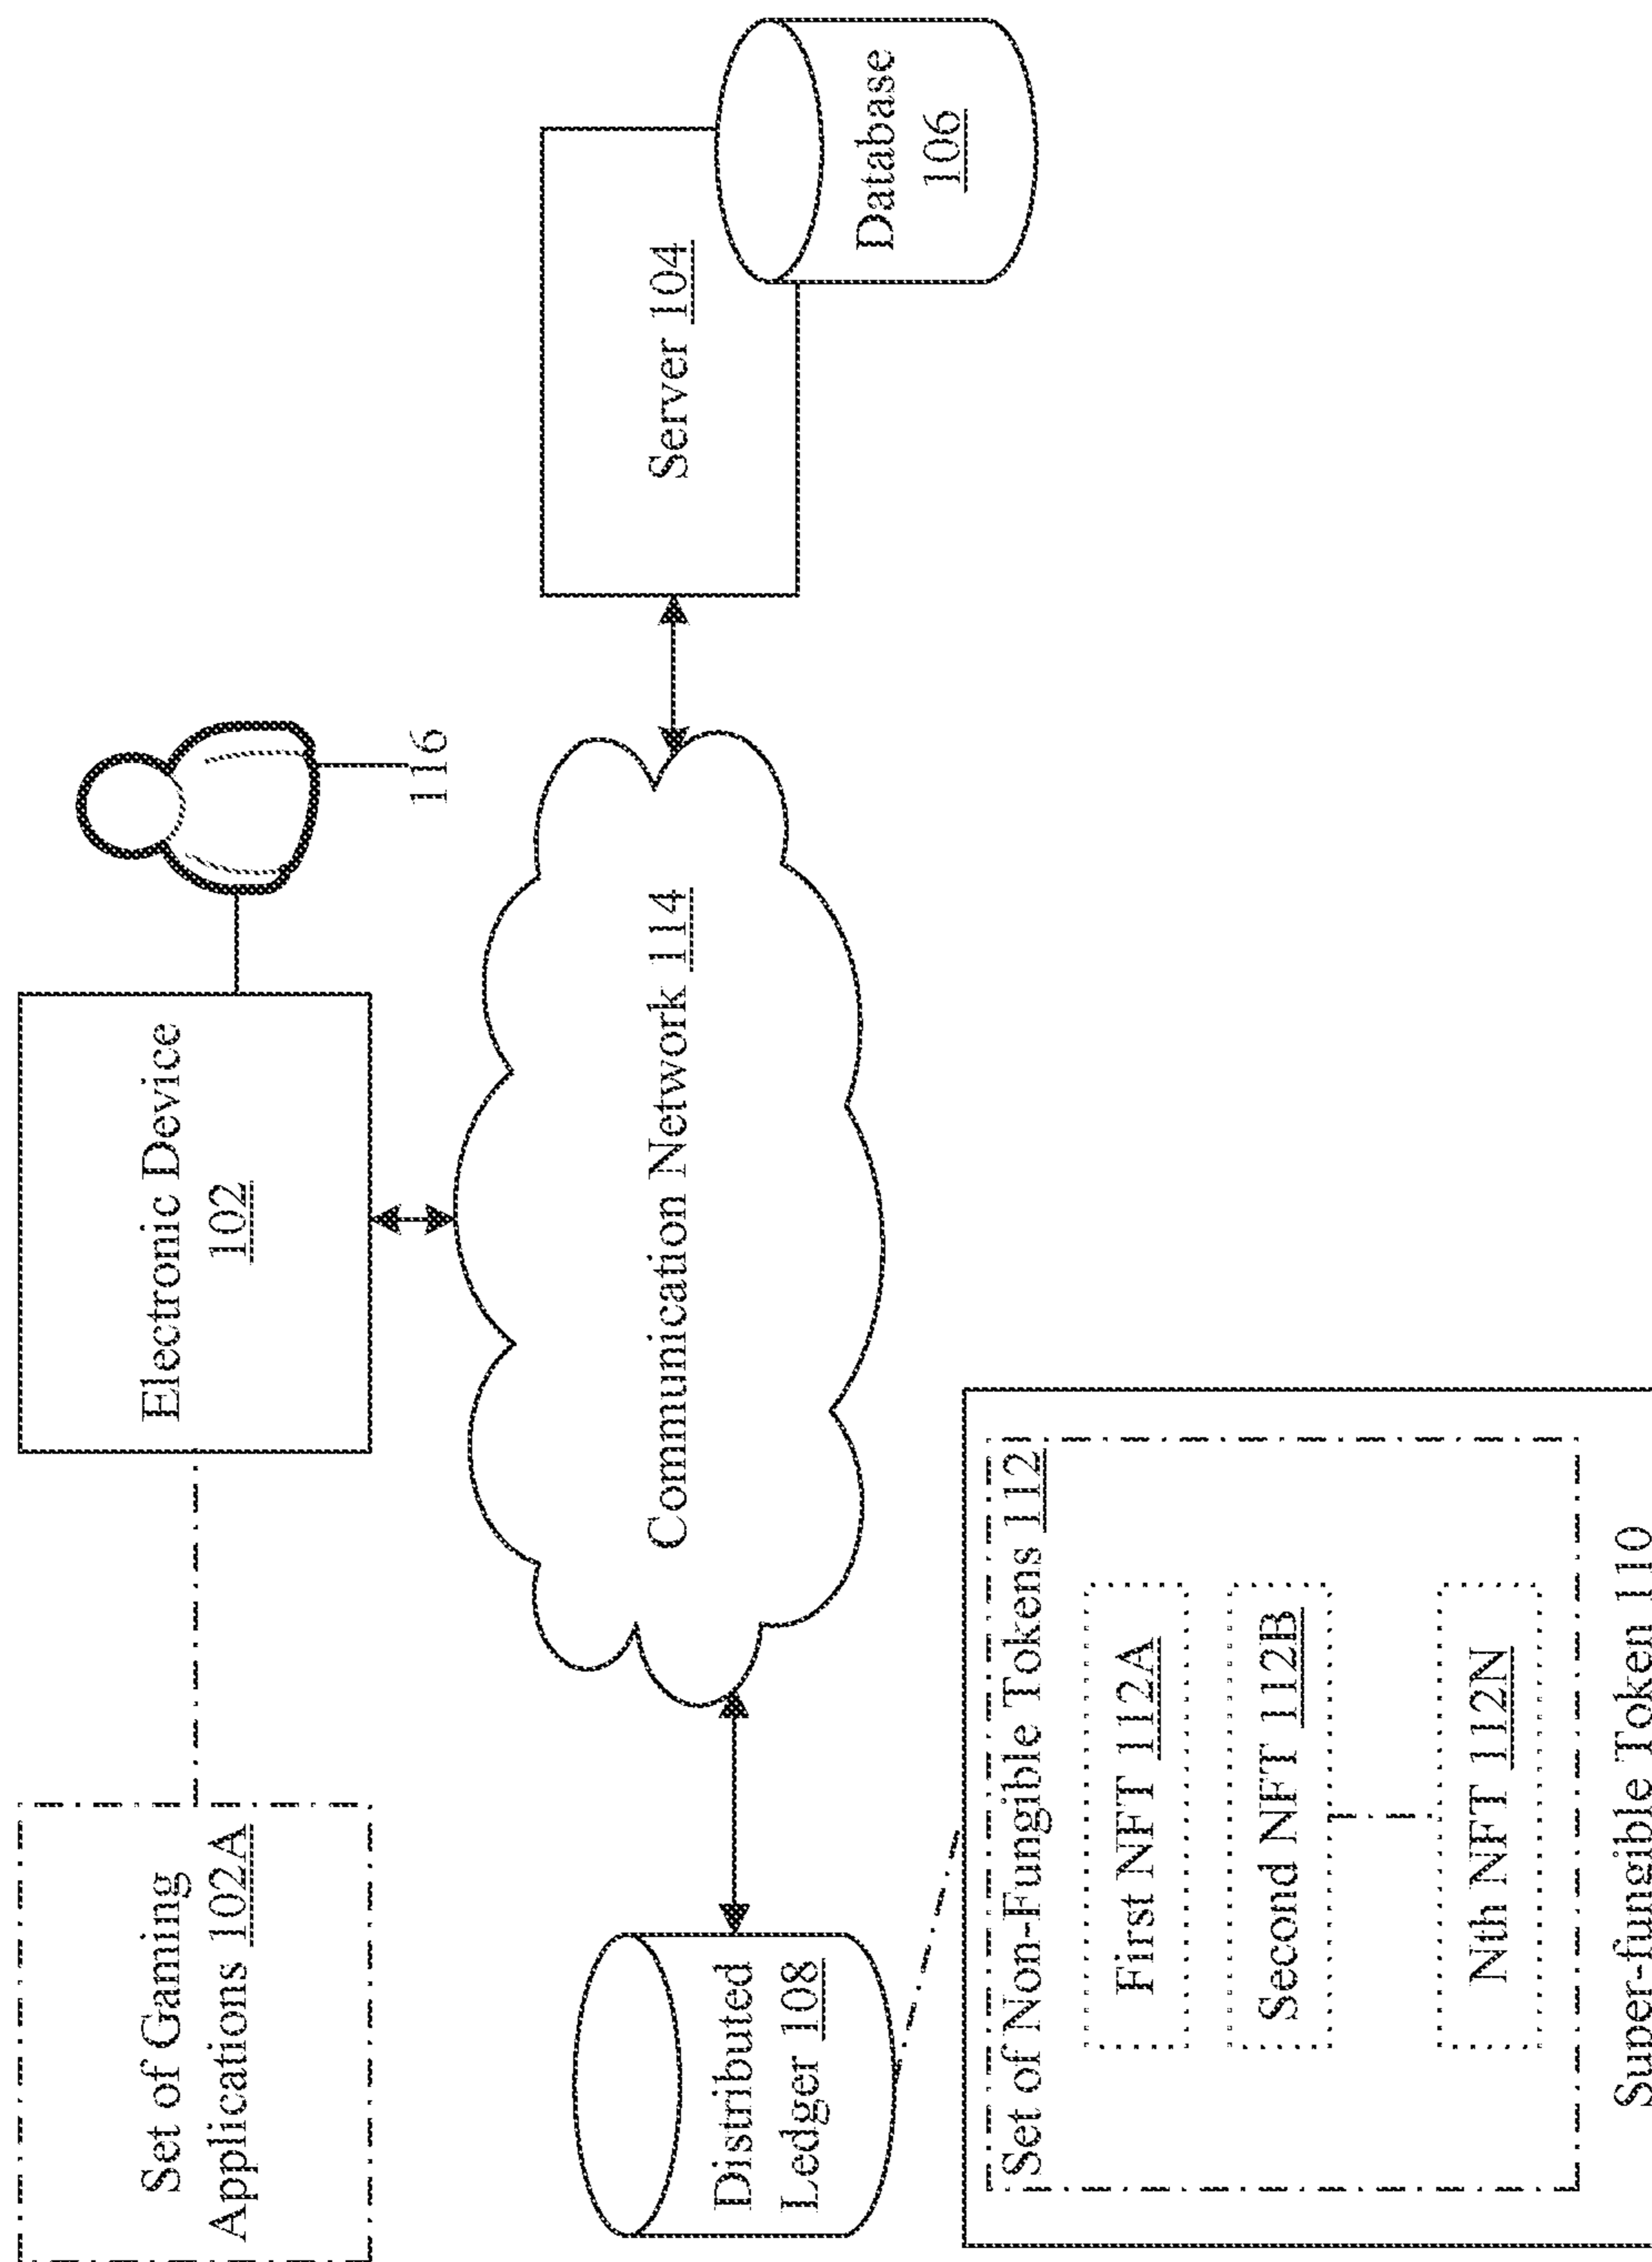 Set of Gaming
Applications 102A
Electronic Device
102
116
Distributed
Ledger 108
Communication Network 114
Server 104
Database
106
Set of Non-Fungible Tokens 112
First NFT 112A
Second NFT 112B
Nth NFT 112N
Super-fungible Token 110